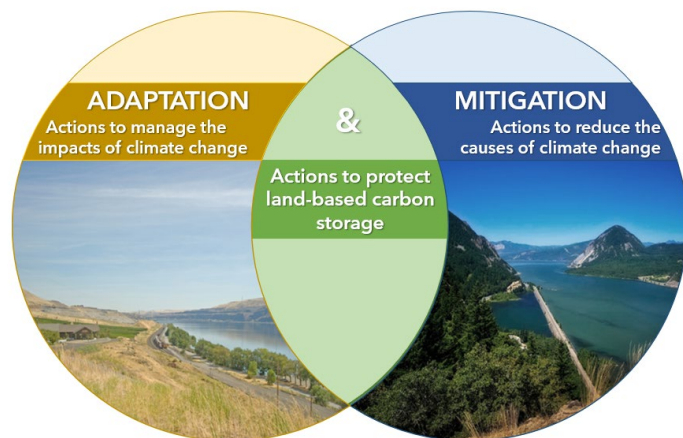 ADAPTATION
Actions to manage the
impacts of climate change
&
Actions to protect
land-based carbon
storage
MITIGATION
Actions to reduce the
causes of climate change